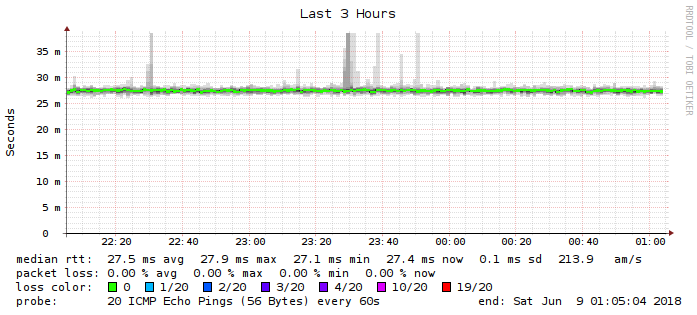 Last 3 Hours
RRDTOOL / TOBI OETIKER
Seconds
35 m
30 m
25 m
20 m
15 m
10 m
5 m
0
22:20 22:40 23:00 23:20 23:40 00:00 00:20 00:40 01:00
median rtt: 27.5 ms avg 27.9 ms max 27.1 ms min 27.4 ms now 0.1 ms sd 213.9 am/s
packet loss: 0.00 % avg 0.00 % max 0.00 % min 0.00 % now
loss color: 0 1/20 2/20 3/20 4/20 10/20 19/20
probe: 20 ICMP Echo Pings (56 Bytes) every 60s end: Sat Jun 9 01:05:04 2018